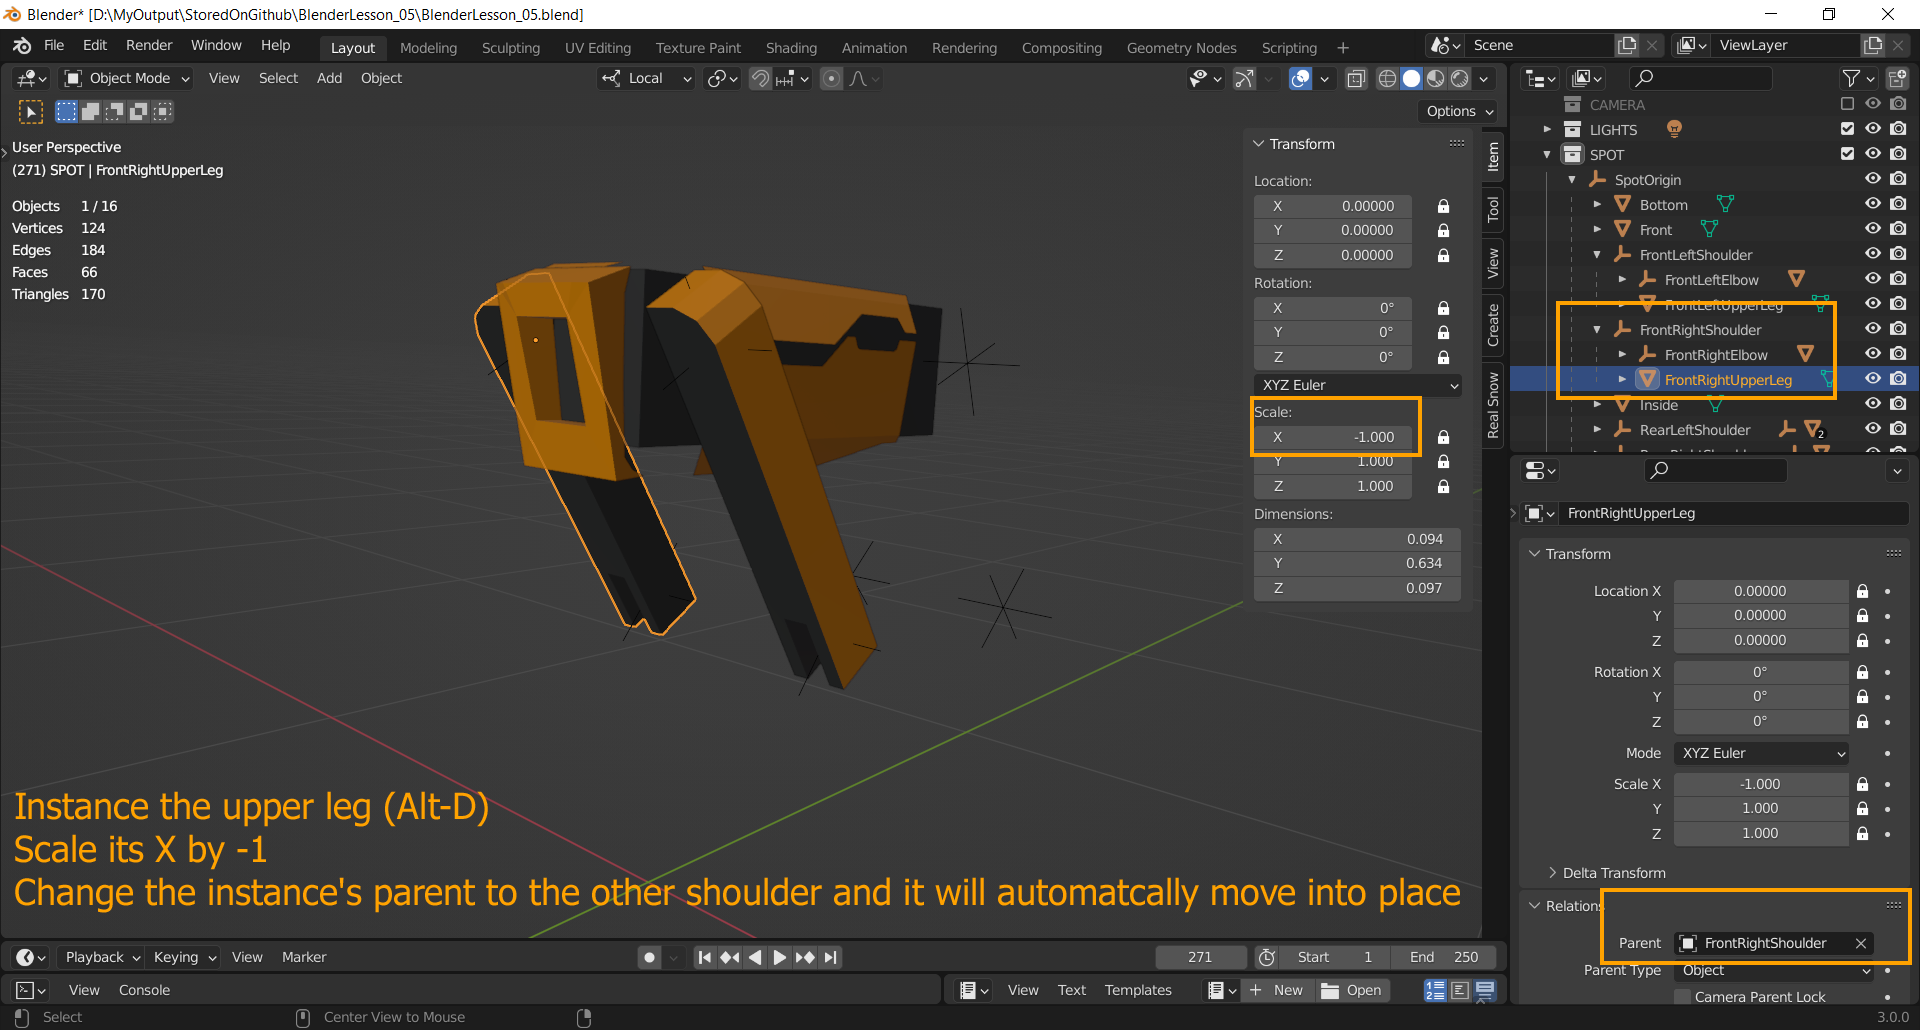 Blender* [D:\MyOutput\StoredOnGithub\BlenderLesson_05\BlenderLesson_05.blend]
File Edit Render Window Help Layout Modeling Sculpting UV Editing Texture Paint Shading Animation Rendering Compositing Geometry Nodes Scripting + Scene ViewLayer
Object Mode View Select Add Object Local
Options
User Perspective
(271) SPOT | FrontRightUpperLeg
Objects 1 / 16
Vertices 124
Edges 184
Faces 66
Triangles 170
Transform
Location:
X 0.00000
Y 0.00000
Z 0.00000
Rotation:
X 0°
Y 0°
Z 0°
XYZ Euler
Scale:
X -1.000
Y 1.000
Z 1.000
Dimensions:
X 0.094
Y 0.634
Z 0.097
Item
Tool
View
Create
Real Snow
CAMERA
LIGHTS
SPOT
SpotOrigin
Bottom
Front
FrontLeftShoulder
FrontLeftElbow
FrontLeftUpperLeg
FrontRightShoulder
FrontRightElbow
FrontRightUpperLeg
Inside
RearLeftShoulder 2
FrontRightUpperLeg
Transform
Location X 0.00000
Y 0.00000
Z 0.00000
Rotation X 0°
Y 0°
Z 0°
Mode XYZ Euler
Scale X -1.000
Y 1.000
Z 1.000
Delta Transform
Relations
Parent FrontRightShoulder
Parent Type Object
Camera Parent Lock
Instance the upper leg (Alt-D)
Scale its X by -1
Change the instance's parent to the other shoulder and it will automatcally move into place
Playback Keying View Marker 271 Start 1 End 250
View Console View Text Templates + New Open
Select Center View to Mouse 3.0.0